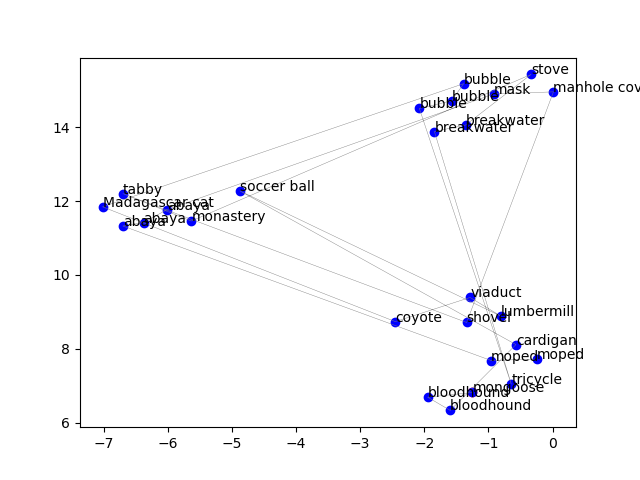 stove
bubble
manhole cov
mask
bubble
bubble
breakwater
breakwater
14
tabby
soccer ball
Madagascar cat
abaya
monastery
abaya
abaya
12
10
viaduct
lumbermill
coyote
shovel
cardigan
8
moped
moped
tricycle
mongoose
bloodhound
bloodhound
6
−7 −6 −5 −4 −3 −2 −1 0